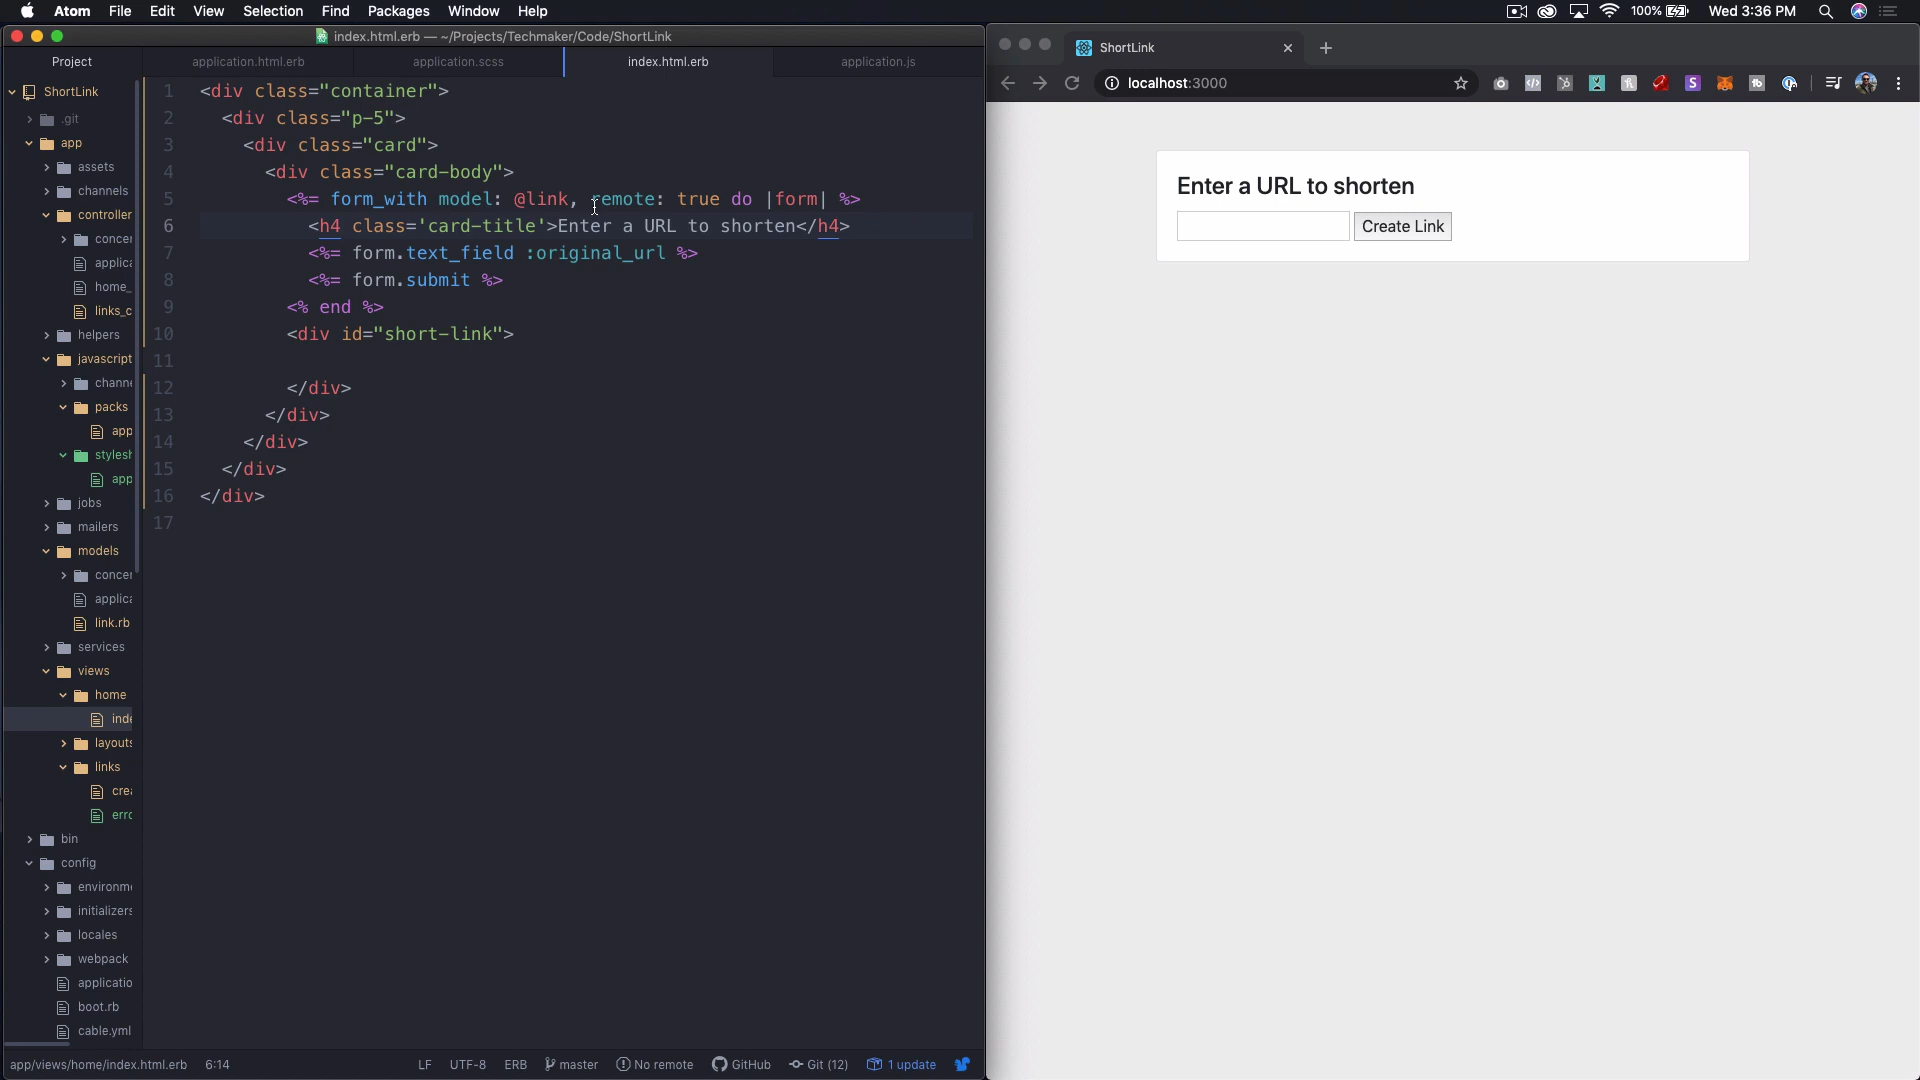 Atom File Edit View Selection Find Packages Window Help
100% Wed 3:36 PM
index.html.erb — ~/Projects/Techmaker/Code/ShortLink
Project
application.html.erb
application.scss
index.html.erb
application.js
ShortLink
.git
app
assets
channels
controller
concer
applica
home_
links_c
helpers
javascript
channe
packs
app
stylesh
app
jobs
mailers
models
concer
applica
link.rb
services
views
home
inde
layouts
links
crea
erro
bin
config
environme
initializers
locales
webpack
applicatio
boot.rb
cable.yml
1 <div class="container">
2 <div class="p-5">
3 <div class="card">
4 <div class="card-body">
5 <%= form_with model: @link, remote: true do |form| %>
6 <h4 class='card-title'>Enter a URL to shorten</h4>
7 <%= form.text_field :original_url %>
8 <%= form.submit %>
9 <% end %>
10 <div id="short-link">
11
12 </div>
13 </div>
14 </div>
15 </div>
16 </div>
17
app/views/home/index.html.erb 6:14 LF UTF-8 ERB master No remote GitHub Git (12) 1 update
ShortLink
localhost:3000
Enter a URL to shorten
Create Link